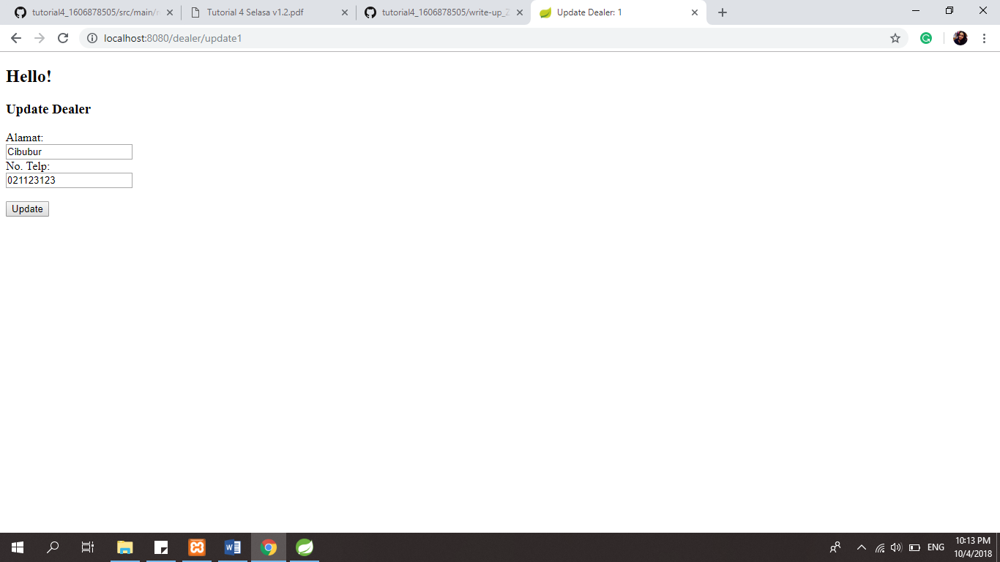 tutorial4_1606878505/src/main/
Tutorial 4 Selasa v1.2.pdf
tutorial4_1606878505/write-up_Z
Update Dealer: 1
localhost:8080/dealer/update1
Hello!
Update Dealer
Alamat:
Cibubur
No. Telp:
021123123
Update
ENG
10:13 PM
10/4/2018